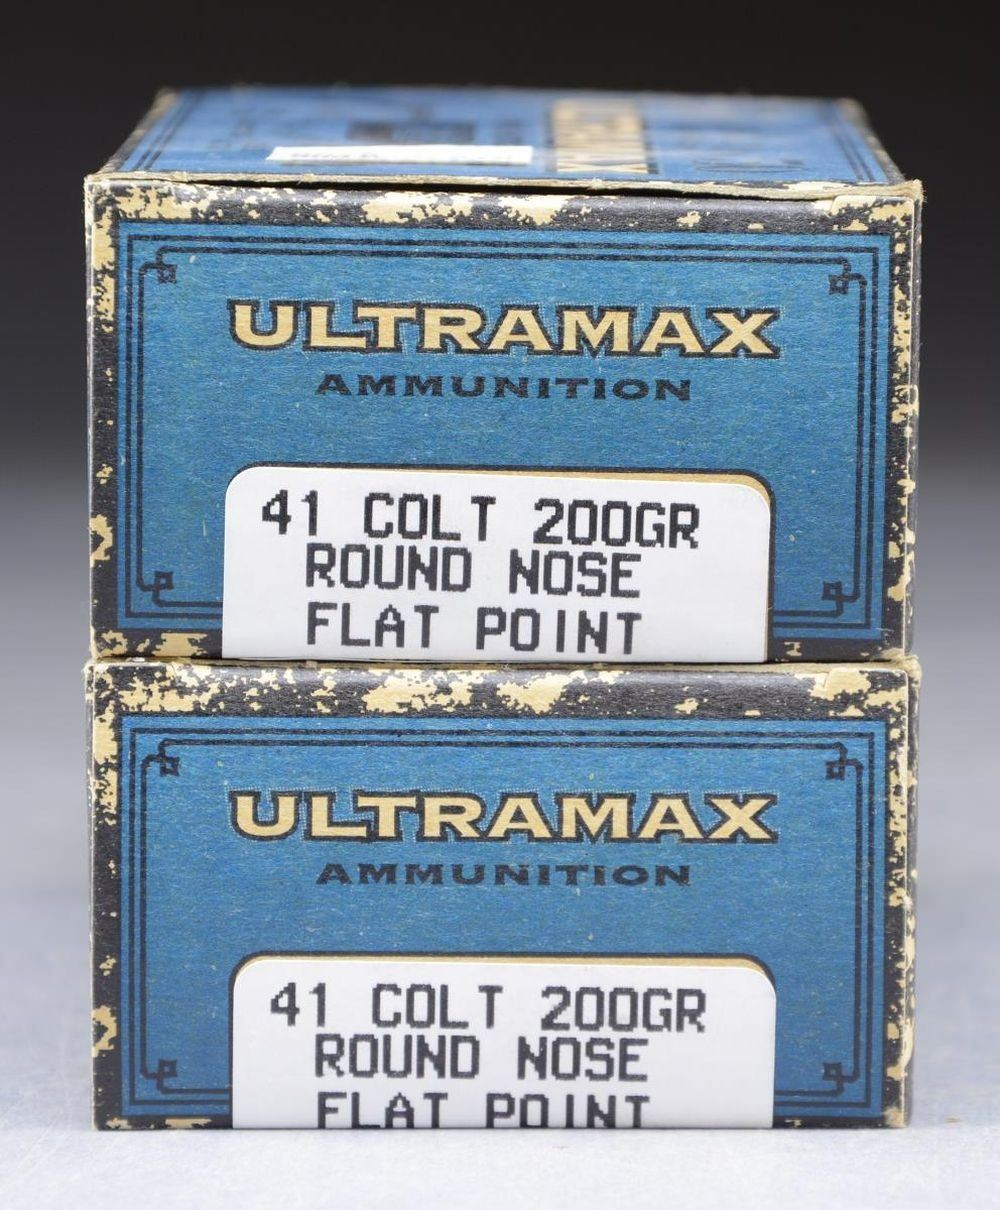 ULTRAMAX
AMMUNITION
41 COLT 200GR
ROUND NOSE
FLAT POINT
ULTRAMAX
AMMUNITION
41 COLT 200GR
ROUND NOSE
FLAT POINT